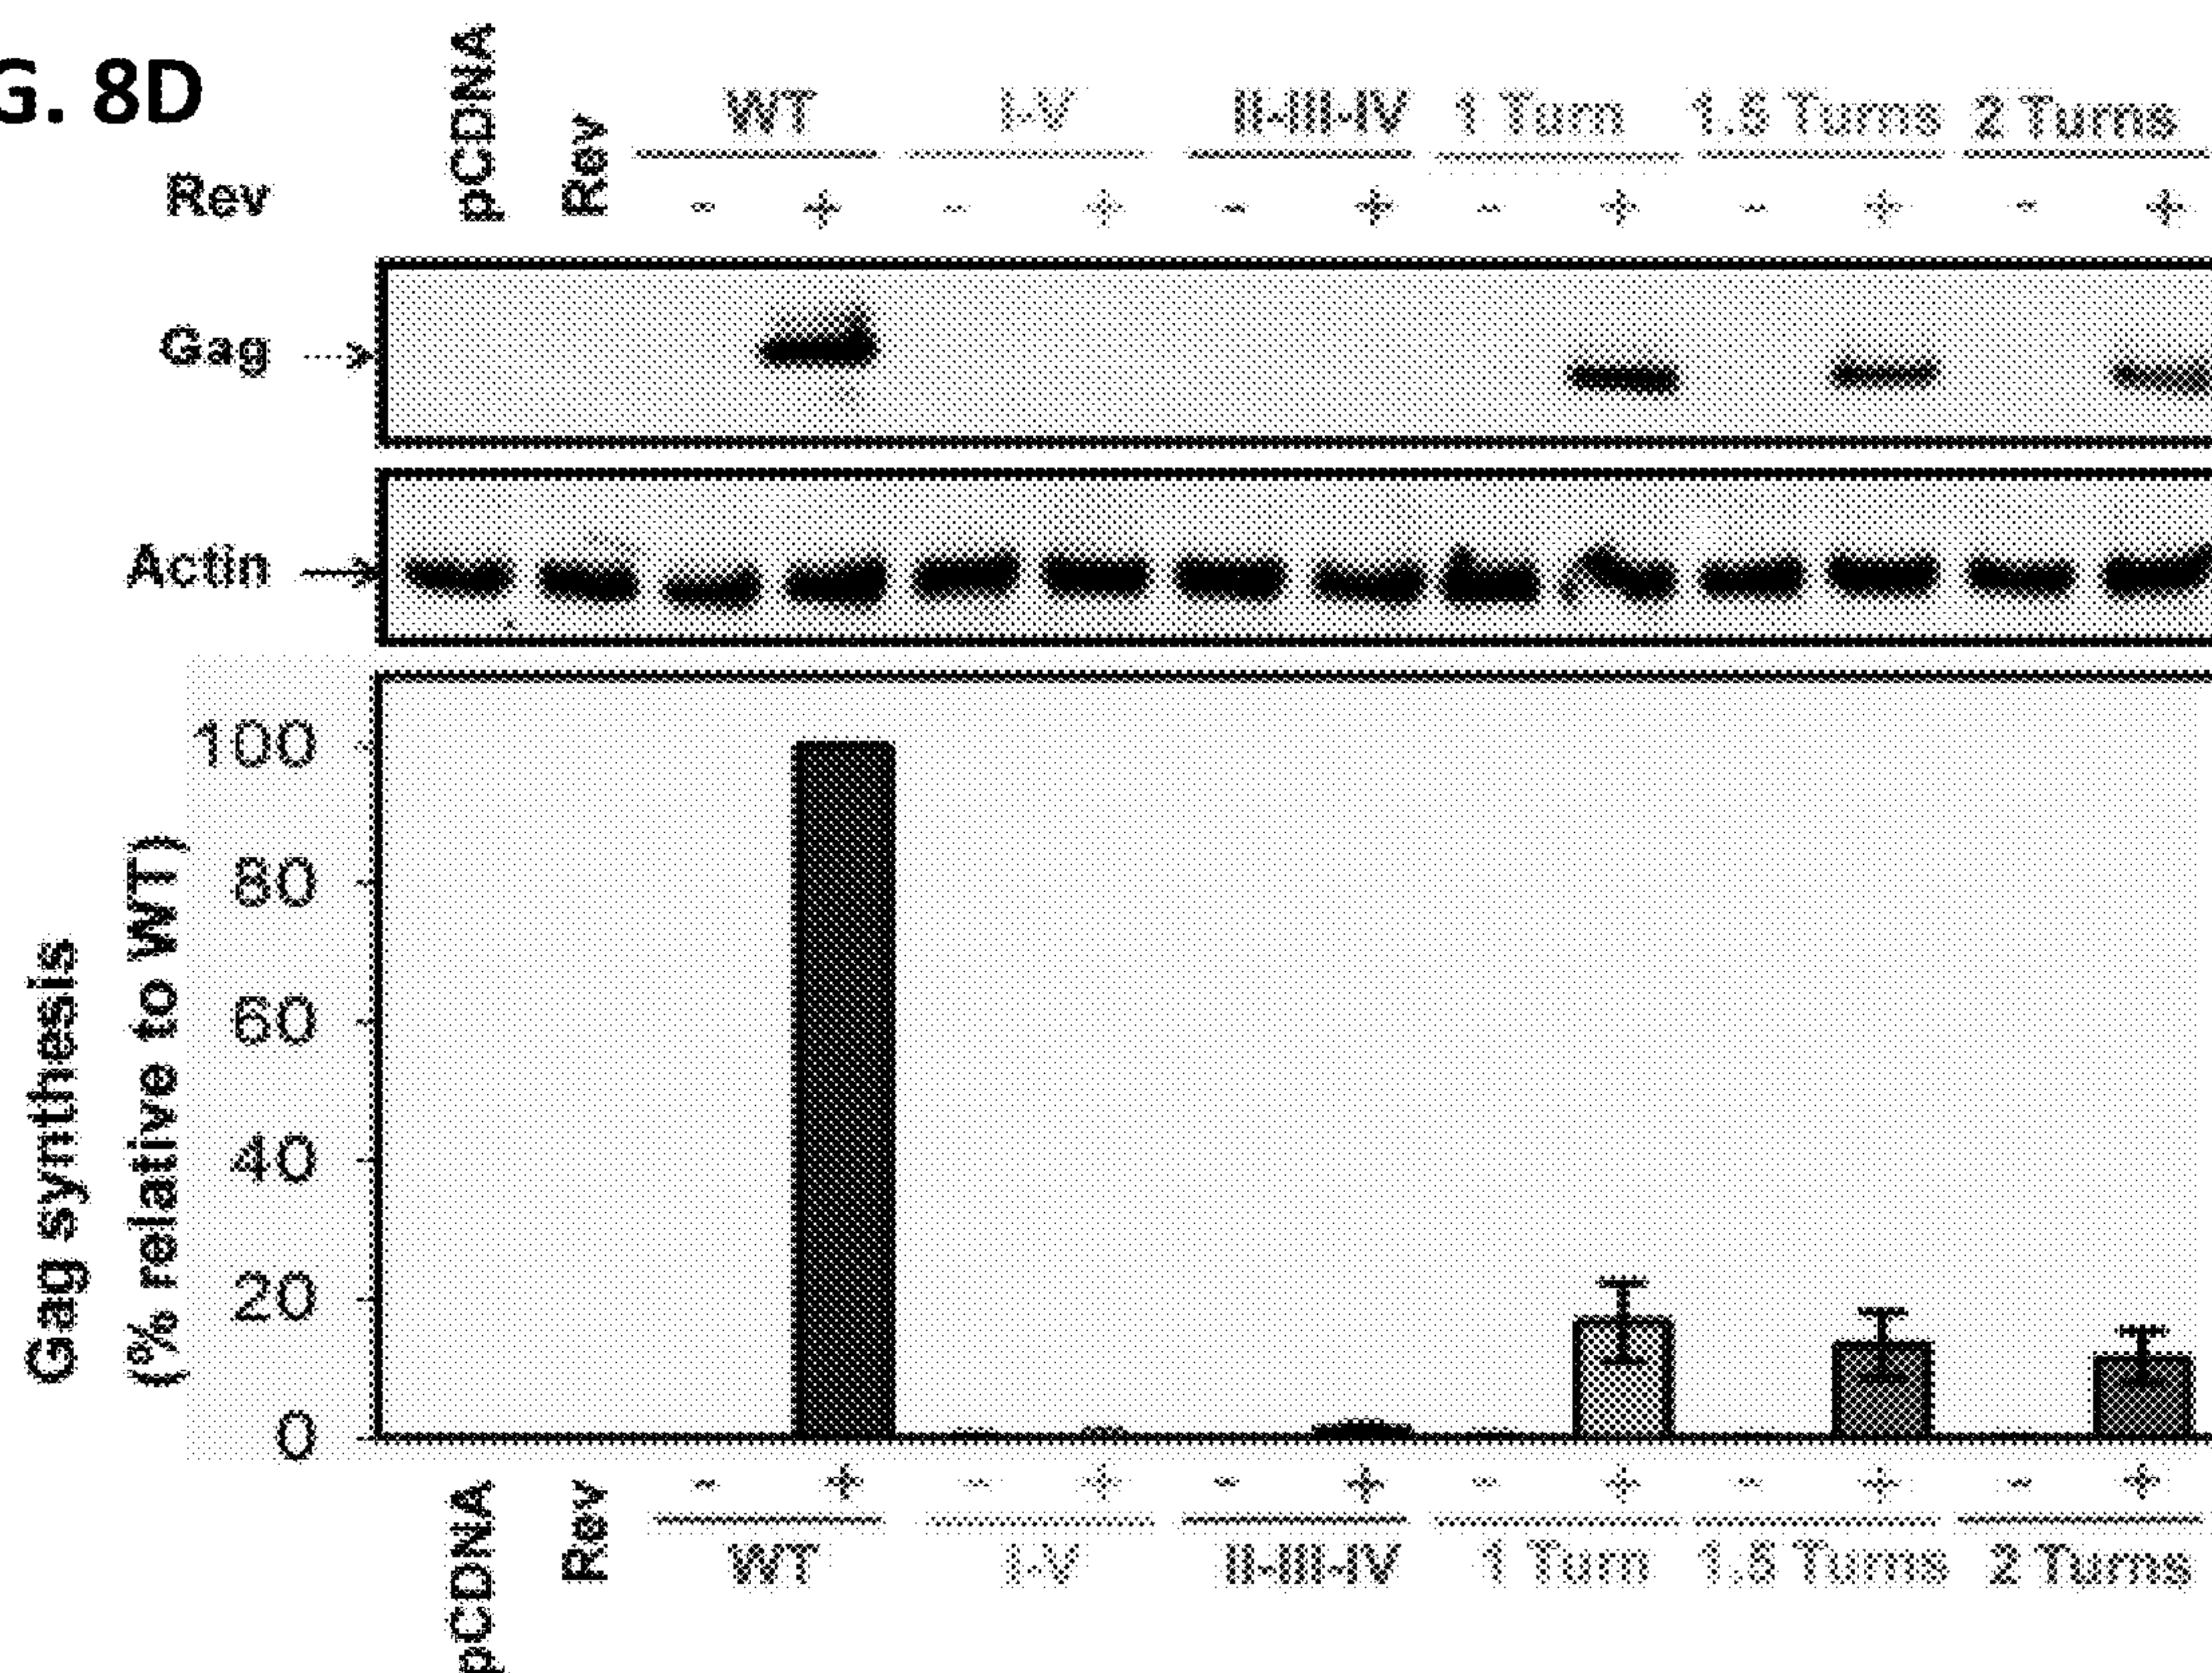 G. 8D
pCDNA
Rev
WT I-V II-III-IV 1 Turn 1.5 Turns 2 Turns
Rev - + - + - + - + - + - +
Gag
Actin
Gag synthesis
(% relative to WT)
100
80
60
40
20
0
- + - + - + - + - + - +
pCDNA
Rev
WT I-V II-III-IV 1 Turn 1.5 Turns 2 Turns